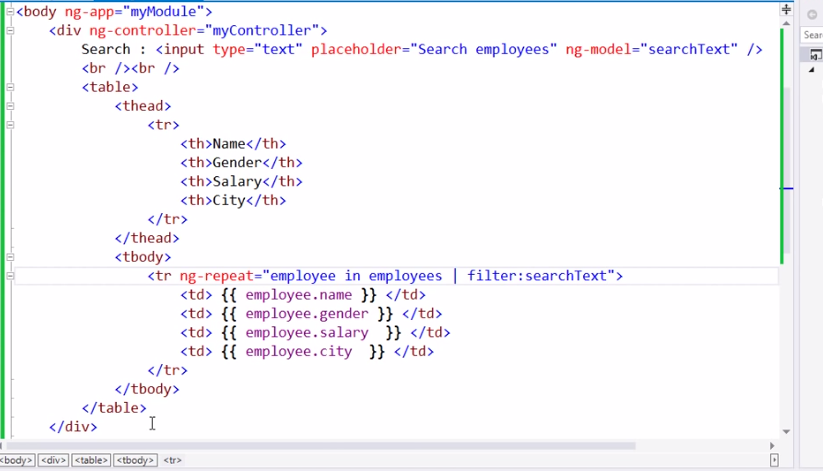 <body ng-app="myModule">
<div ng-controller="myController">
Search : <input type="text" placeholder="Search employees" ng-model="searchText" />
<br /><br />
<table>
<thead>
<tr>
<th>Name</th>
<th>Gender</th>
<th>Salary</th>
<th>City</th>
</tr>
</thead>
<tbody>
<tr ng-repeat="employee in employees | filter:searchText">
<td> {{ employee.name }} </td>
<td> {{ employee.gender }} </td>
<td> {{ employee.salary  }} </td>
<td> {{ employee.city  }} </td>
</tr>
</tbody>
</table>
</div>
<body> <div> <table> <tbody> <tr>